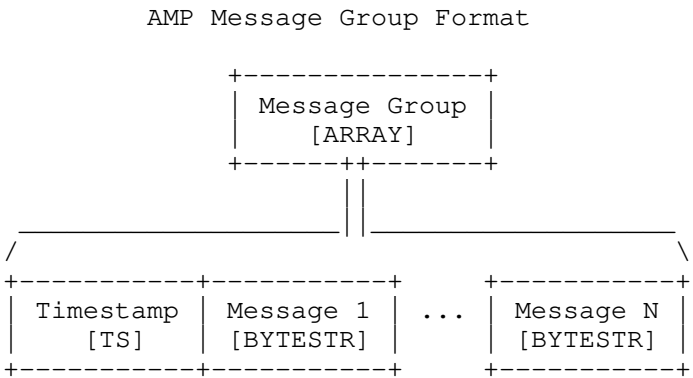 AMP Message Group Format
Message Group
[ARRAY]
Timestamp Message 1 ... Message N
[TS] [BYTESTR] [BYTESTR]